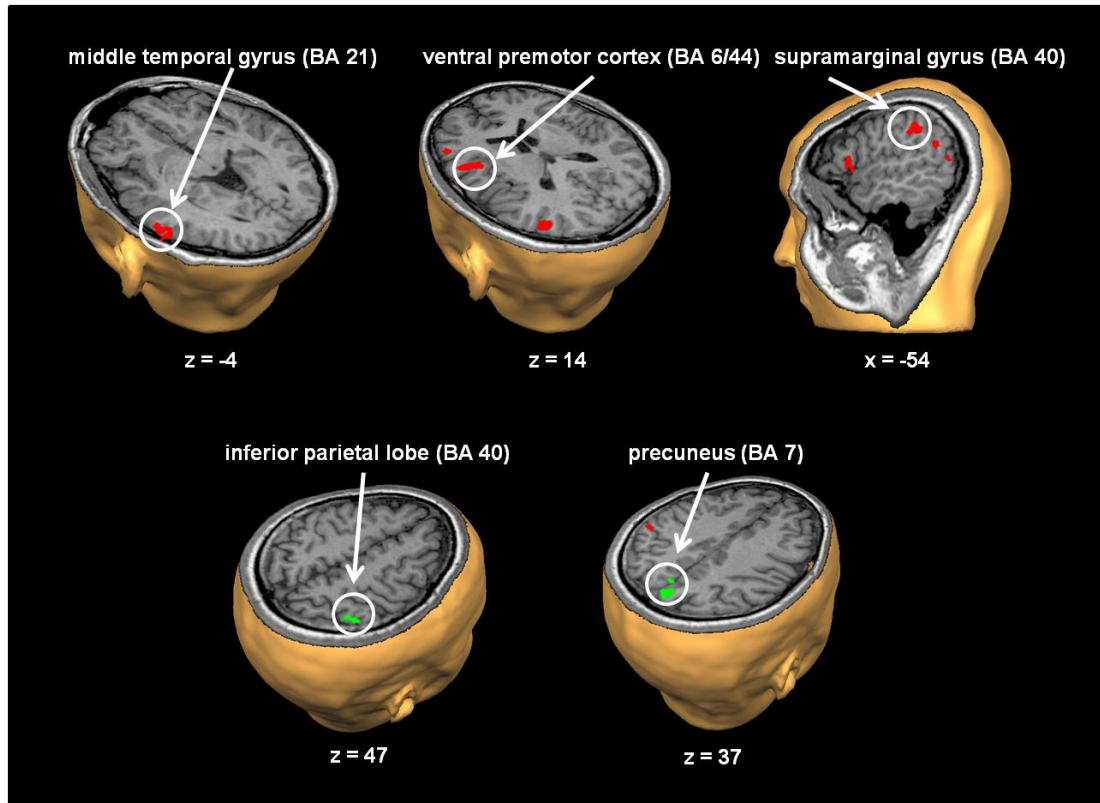 middle temporal gyrus (BA 21)
ventral premotor cortex (BA 6/44)
supramarginal gyrus (BA 40)
z = -4
z = 14
x = -54
inferior parietal lobe (BA 40)
precuneus (BA 7)
z = 47
z = 37